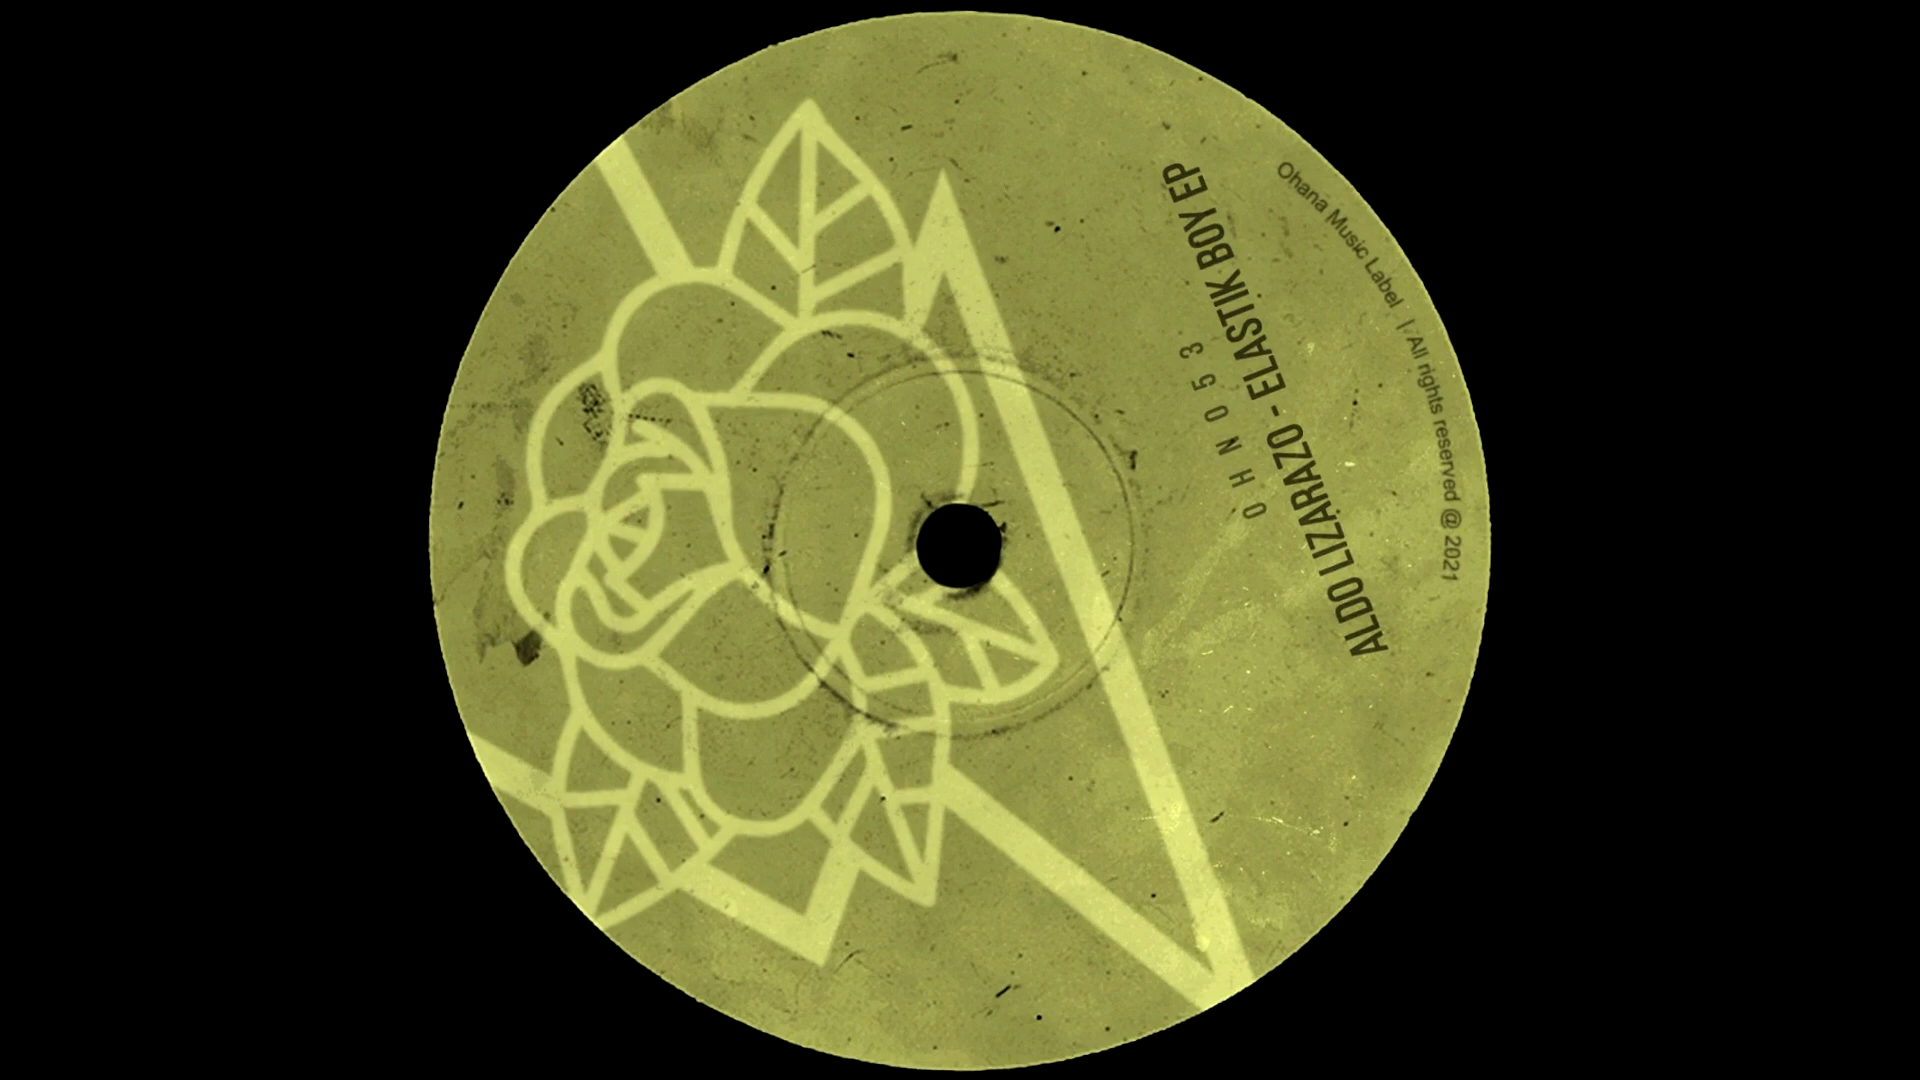 ALDO LIZARAZO - ELASTIK BOY EP
OHN053
Ohana Music Label | All rights reserved @ 2021